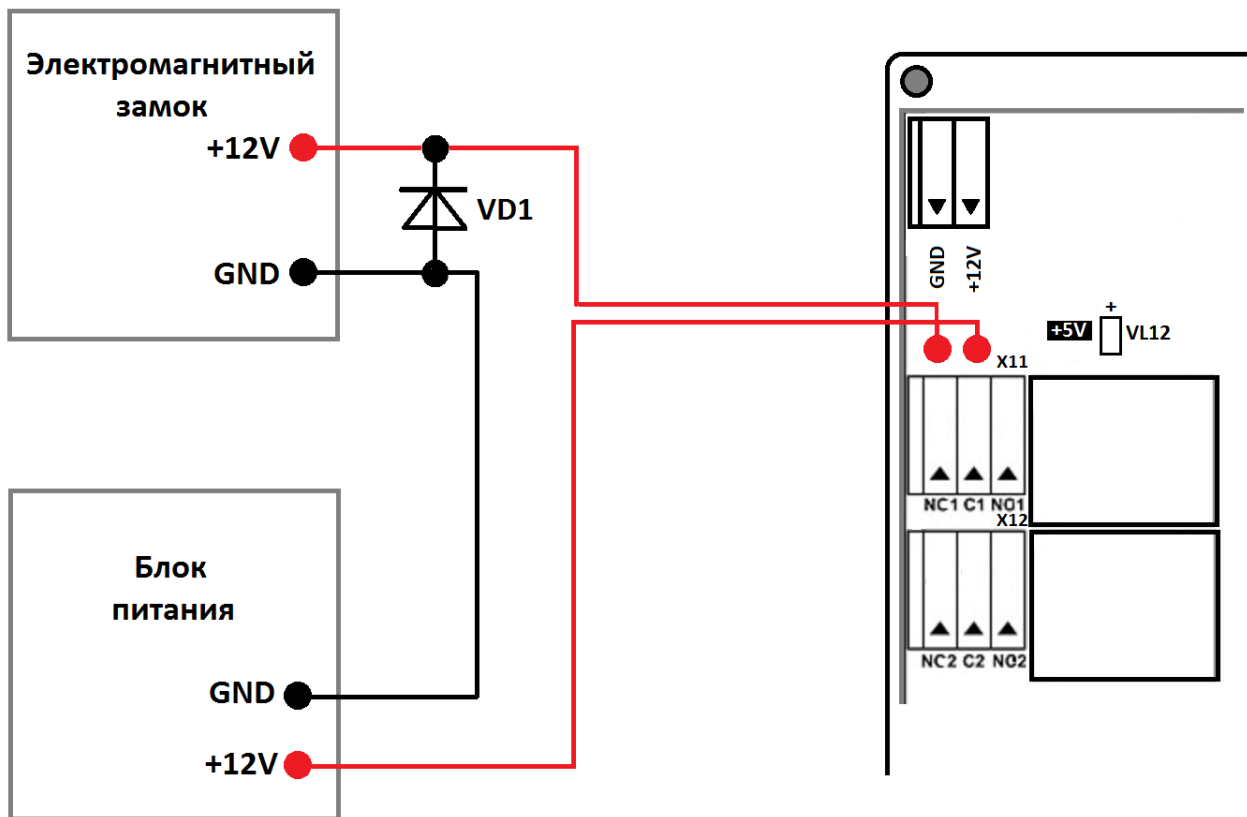 Электромагнитный
замок
+12V
GND
VD1
Блок
питания
GND
+12V
GND
+12V
+5V
+
VL12
X11
NC1 C1 NO1
X12
NC2 C2 NO2